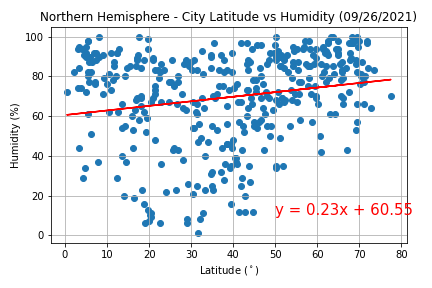 Northern Hemisphere - City Latitude vs Humidity (09/26/2021)
100
80
60
40
20
0
Humidity (%)
y = 0.23x + 60.55
0 10 20 30 40 50 60 70 80
Latitude (°)